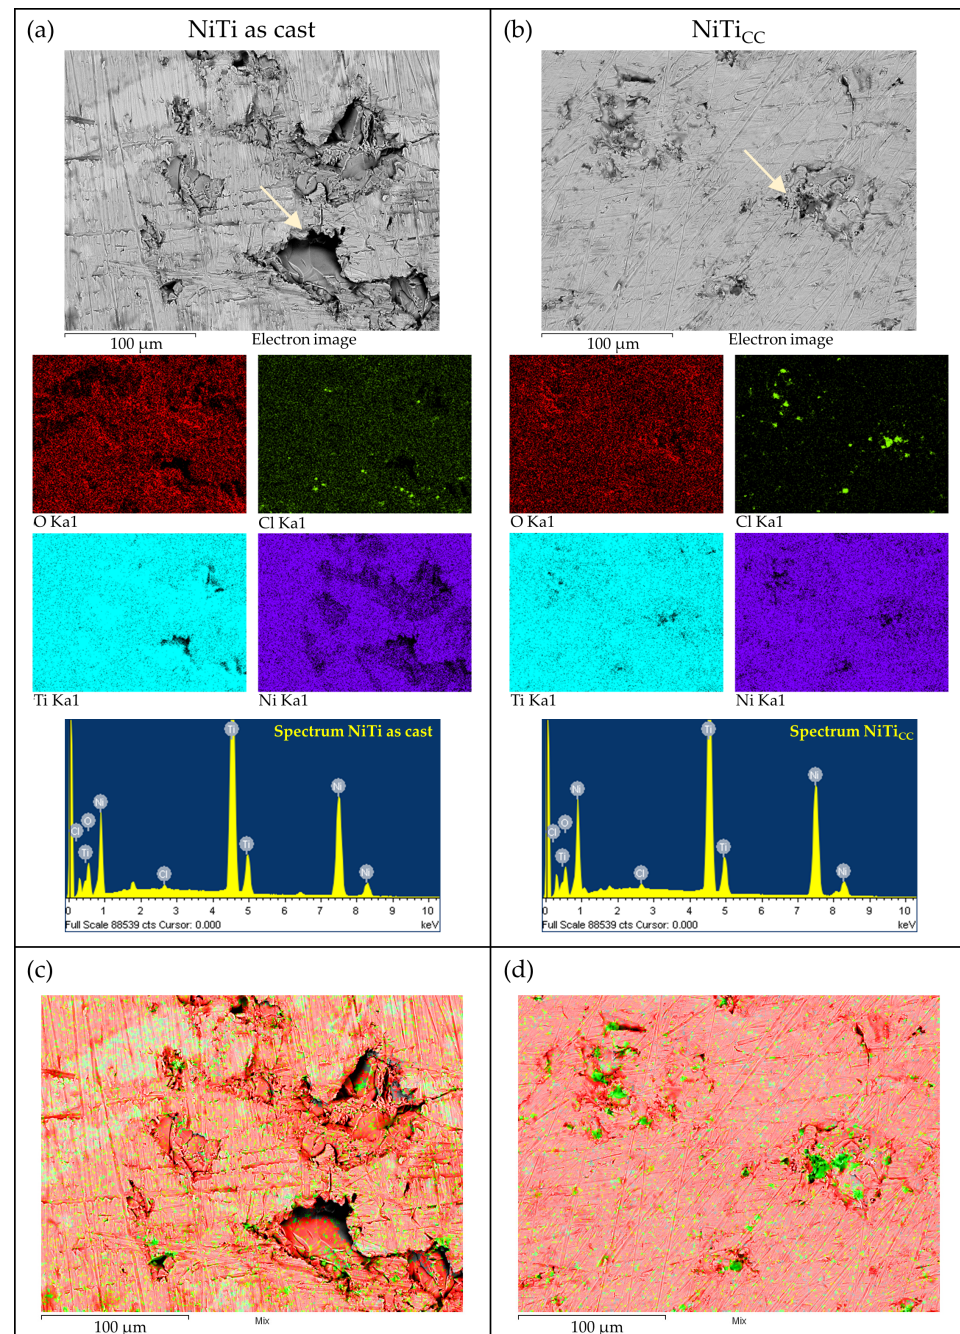 (a) NiTi as cast
100 µm
Electron image
O Ka1
Cl Ka1
Ti Ka1
Ni Ka1
Spectrum NiTi as cast
Ti
Ni
Ni
O
Cl
Ti
Ti
Cl
Ni
0 1 2 3 4 5 6 7 8 9 10
Full Scale 88539 cts Cursor: 0.000
keV
(b) NiTiCC
100 µm
Electron image
O Ka1
Cl Ka1
Ti Ka1
Ni Ka1
Spectrum NiTiCC
Ti
Ni
Ni
O
Cl
Ti
Ti
Cl
Ni
0 1 2 3 4 5 6 7 8 9 10
Full Scale 88539 cts Cursor: 0.000
keV
(c)
100 µm
Mix
(d)
100 µm
Mix